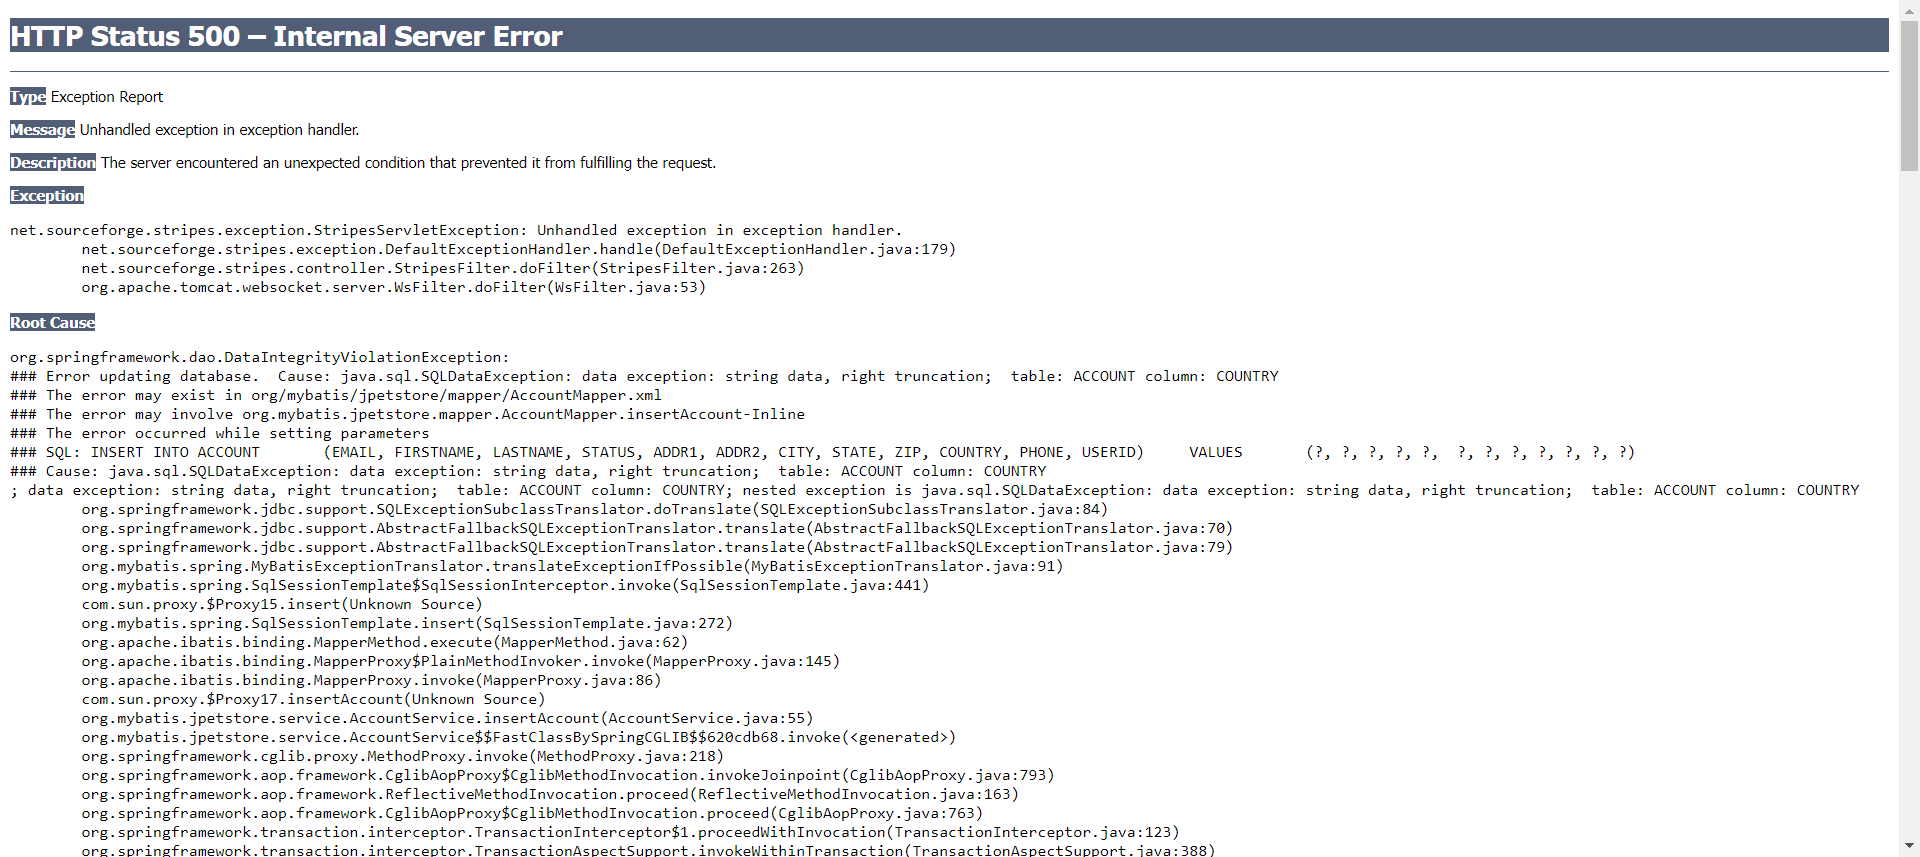 HTTP Status 500 – Internal Server Error
Type Exception Report
Message Unhandled exception in exception handler.
Description The server encountered an unexpected condition that prevented it from fulfilling the request.
Exception
net.sourceforge.stripes.exception.StripesServletException: Unhandled exception in exception handler.
net.sourceforge.stripes.exception.DefaultExceptionHandler.handle(DefaultExceptionHandler.java:179)
net.sourceforge.stripes.controller.StripesFilter.doFilter(StripesFilter.java:263)
org.apache.tomcat.websocket.server.WsFilter.doFilter(WsFilter.java:53)
Root Cause
org.springframework.dao.DataIntegrityViolationException:
### Error updating database.  Cause: java.sql.SQLDataException: data exception: string data, right truncation;  table: ACCOUNT column: COUNTRY
### The error may exist in org/mybatis/jpetstore/mapper/AccountMapper.xml
### The error may involve org.mybatis.jpetstore.mapper.AccountMapper.insertAccount-Inline
### The error occurred while setting parameters
### SQL: INSERT INTO ACCOUNT       (EMAIL, FIRSTNAME, LASTNAME, STATUS, ADDR1, ADDR2, CITY, STATE, ZIP, COUNTRY, PHONE, USERID)     VALUES       (?, ?, ?, ?, ?,  ?, ?, ?, ?, ?, ?, ?)
### Cause: java.sql.SQLDataException: data exception: string data, right truncation;  table: ACCOUNT column: COUNTRY
; data exception: string data, right truncation;  table: ACCOUNT column: COUNTRY; nested exception is java.sql.SQLDataException: data exception: string data, right truncation;  table: ACCOUNT column: COUNTRY
org.springframework.jdbc.support.SQLExceptionSubclassTranslator.doTranslate(SQLExceptionSubclassTranslator.java:84)
org.springframework.jdbc.support.AbstractFallbackSQLExceptionTranslator.translate(AbstractFallbackSQLExceptionTranslator.java:70)
org.springframework.jdbc.support.AbstractFallbackSQLExceptionTranslator.translate(AbstractFallbackSQLExceptionTranslator.java:79)
org.mybatis.spring.MyBatisExceptionTranslator.translateExceptionIfPossible(MyBatisExceptionTranslator.java:91)
org.mybatis.spring.SqlSessionTemplate$SqlSessionInterceptor.invoke(SqlSessionTemplate.java:441)
com.sun.proxy.$Proxy15.insert(Unknown Source)
org.mybatis.spring.SqlSessionTemplate.insert(SqlSessionTemplate.java:272)
org.apache.ibatis.binding.MapperMethod.execute(MapperMethod.java:62)
org.apache.ibatis.binding.MapperProxy$PlainMethodInvoker.invoke(MapperProxy.java:145)
org.apache.ibatis.binding.MapperProxy.invoke(MapperProxy.java:86)
com.sun.proxy.$Proxy17.insertAccount(Unknown Source)
org.mybatis.jpetstore.service.AccountService.insertAccount(AccountService.java:55)
org.mybatis.jpetstore.service.AccountService$$FastClassBySpringCGLIB$$620cdb68.invoke(<generated>)
org.springframework.cglib.proxy.MethodProxy.invoke(MethodProxy.java:218)
org.springframework.aop.framework.CglibAopProxy$CglibMethodInvocation.invokeJoinpoint(CglibAopProxy.java:793)
org.springframework.aop.framework.ReflectiveMethodInvocation.proceed(ReflectiveMethodInvocation.java:163)
org.springframework.aop.framework.CglibAopProxy$CglibMethodInvocation.proceed(CglibAopProxy.java:763)
org.springframework.transaction.interceptor.TransactionInterceptor$1.proceedWithInvocation(TransactionInterceptor.java:123)
org.springframework.transaction.interceptor.TransactionAspectSupport.invokeWithinTransaction(TransactionAspectSupport.java:388)